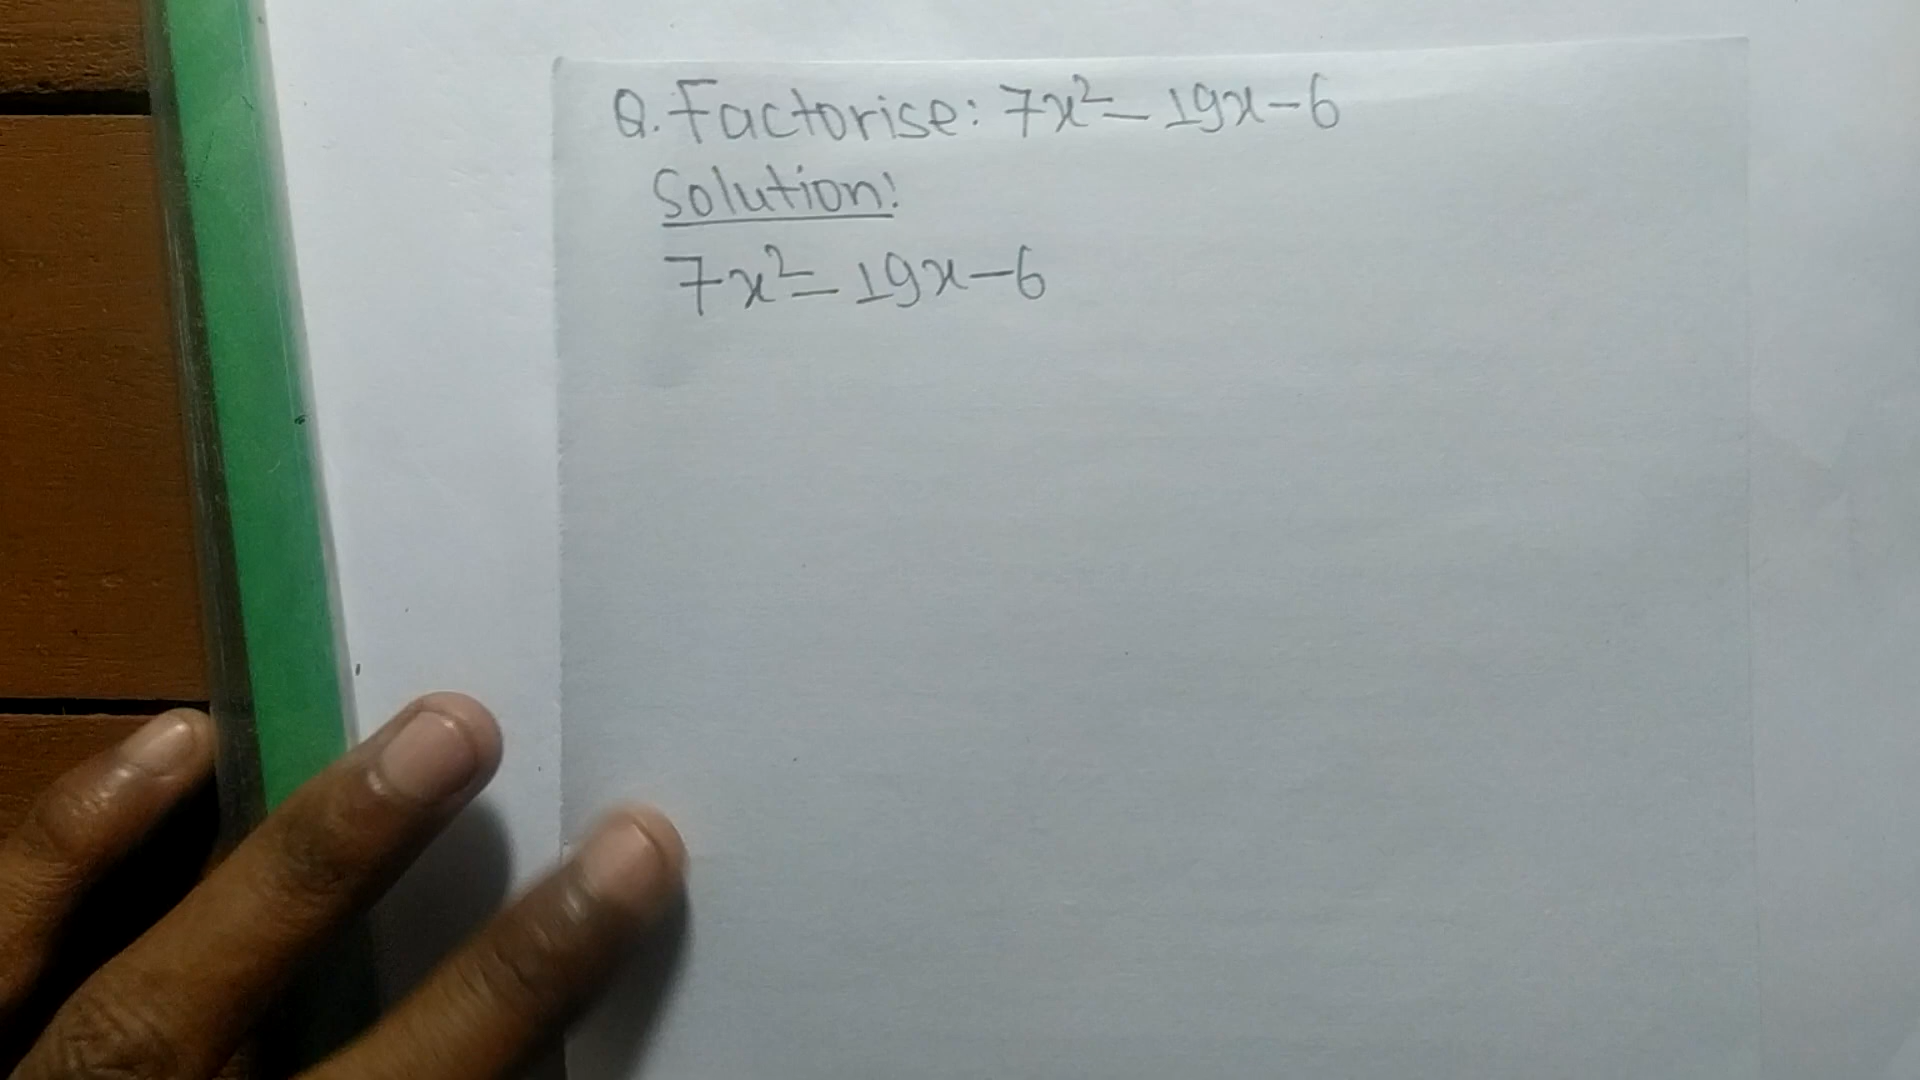 Q. Factorise: 7x² - 19x - 6
Solution:
7x² - 19x - 6